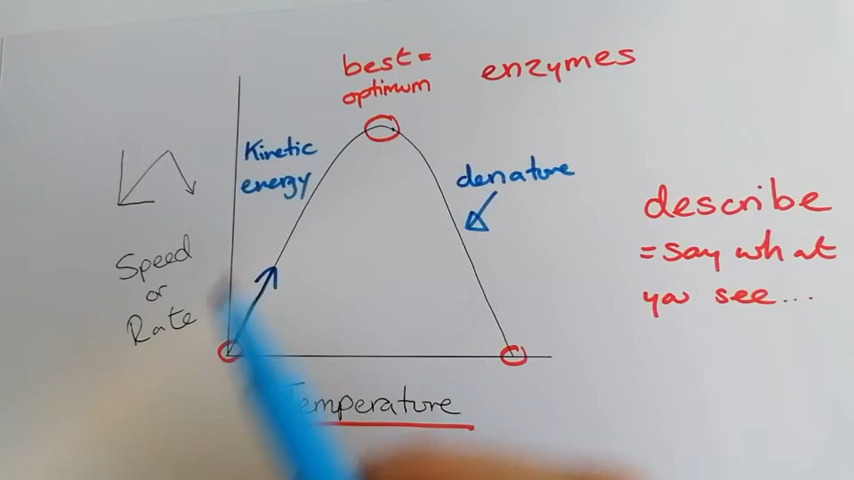 best =
optimum
enzymes
Kinetic
energy
denature
Speed
or
Rate
describe
= say what
you see...
Temperature